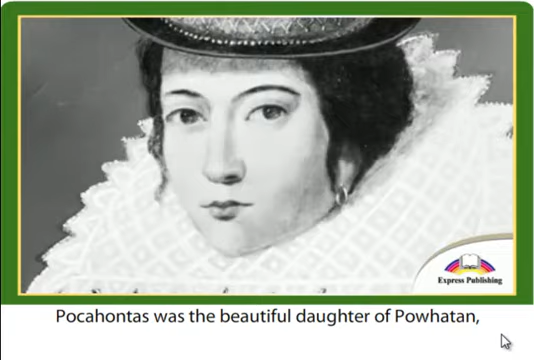 Express Publishing
Pocahontas was the beautiful daughter of Powhatan,